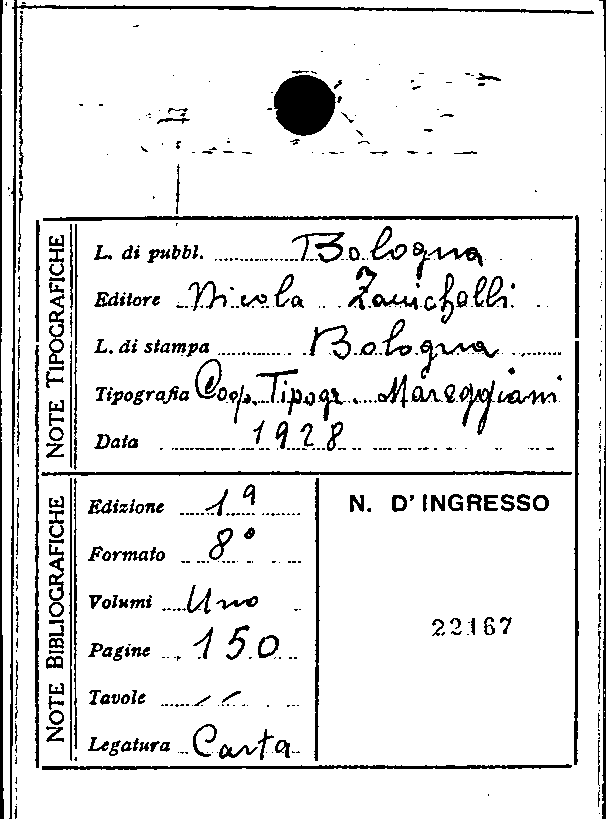 NOTE TIPOGRAFICHE
L. di pubbl. Bologna
Editore Nicola Zanichelli
L. di stampa Bologna
Tipografia Coop. Tipogr. Mareggiani
Data 1928
NOTE BIBLIOGRAFICHE
Edizione 1ª
Formato 8°
Volumi Uno
Pagine 150
Tavole //
Legatura Carta
N. D'INGRESSO
22167